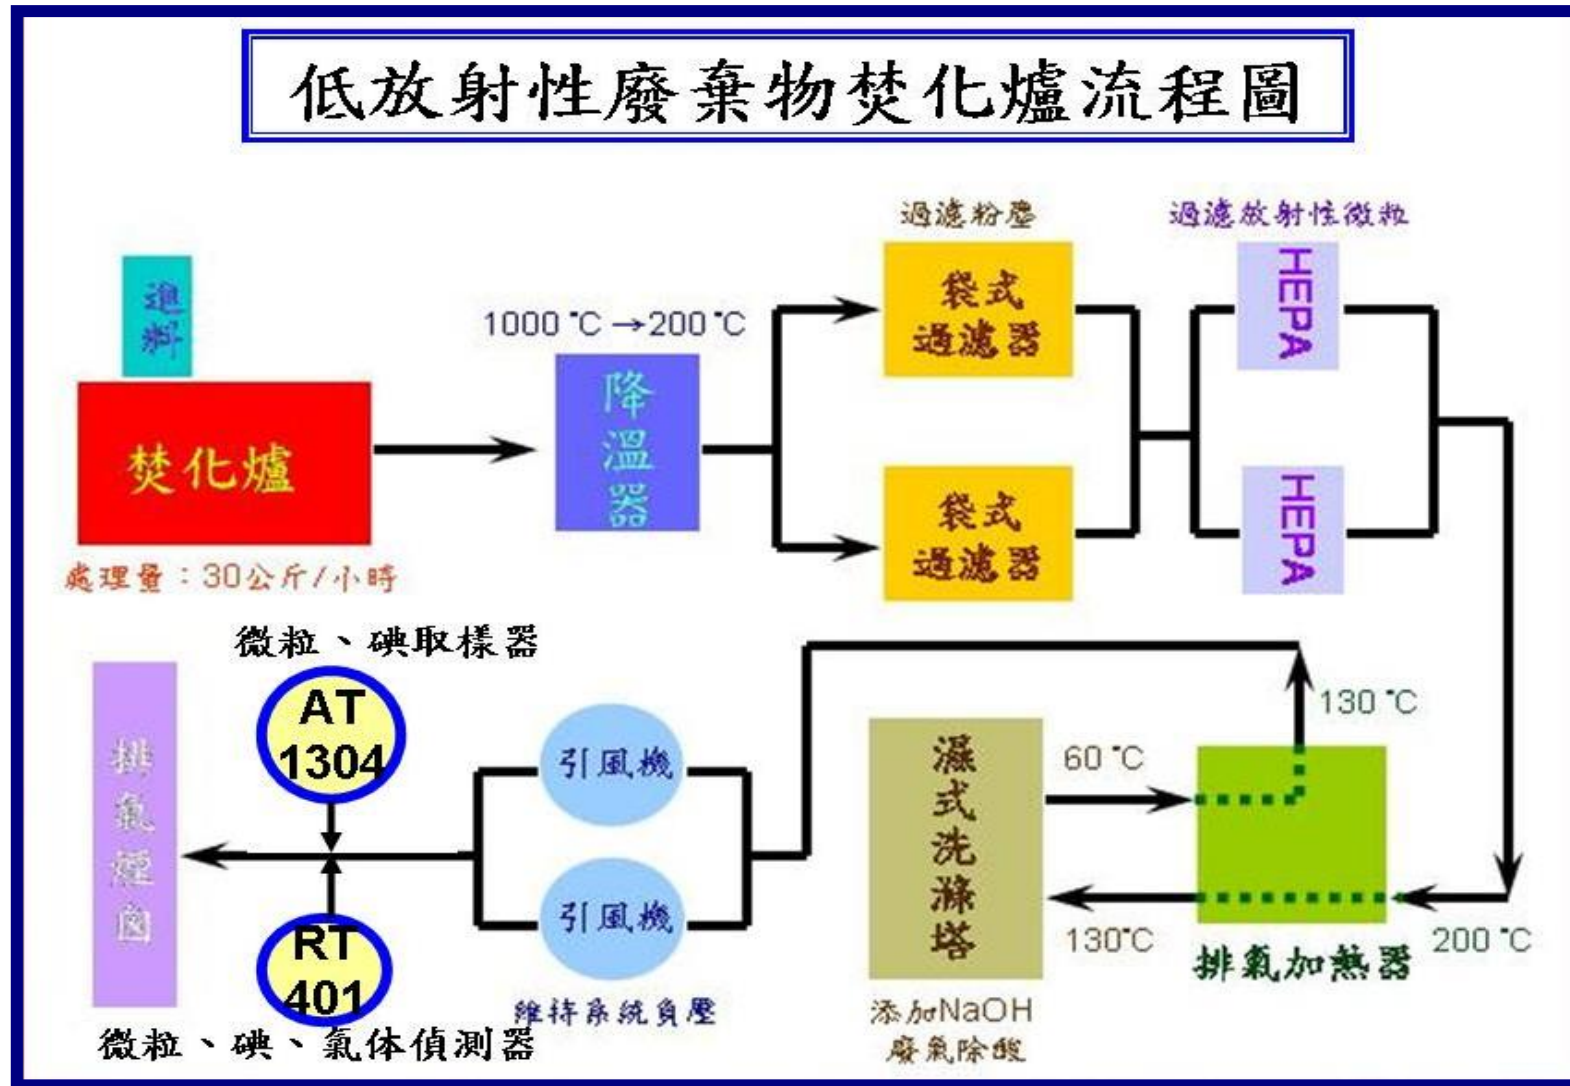 低放射性廢棄物焚化爐流程圖
過濾粉塵
過濾放射性微粒
進料
1000 ℃ →200 ℃
袋式
過濾器
HEPA
焚化爐
降溫器
袋式
過濾器
HEPA
處理量：30公斤/小時
微粒、碘取樣器
AT
1304
排氣煙囪
引風機
引風機
濕式洗滌塔
60 ℃
130 ℃
130℃
200 ℃
排氣加熱器
RT
401
維持系統負壓
添加NaOH
廢氣除酸
微粒、碘、氣体偵測器